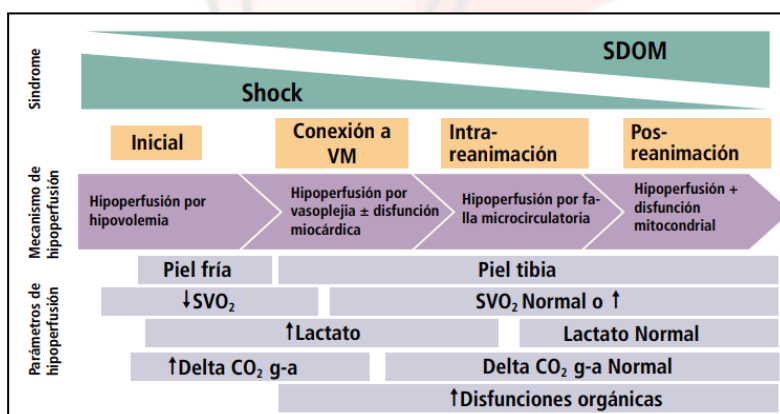 Síndrome
SDOM
Shock
Inicial
Conexión a
VM
Intra-
reanimación
Pos-
reanimación
Mecanismo de
hipoperfusión
Hipoperfusión por
hipovolemia
Hipoperfusión por
vasoplejia ± disfunción
miocárdica
Hipoperfusión por fa-
lla microcirculatoria
Hipoperfusión +
disfunción
mitocondrial
Parámetros de
hipoperfusión
Piel fría
Piel tibia
↓SVO₂
SVO₂ Normal o ↑
↑Lactato
Lactato Normal
↑Delta CO₂ g-a
Delta CO₂ g-a Normal
↑Disfunciones orgánicas